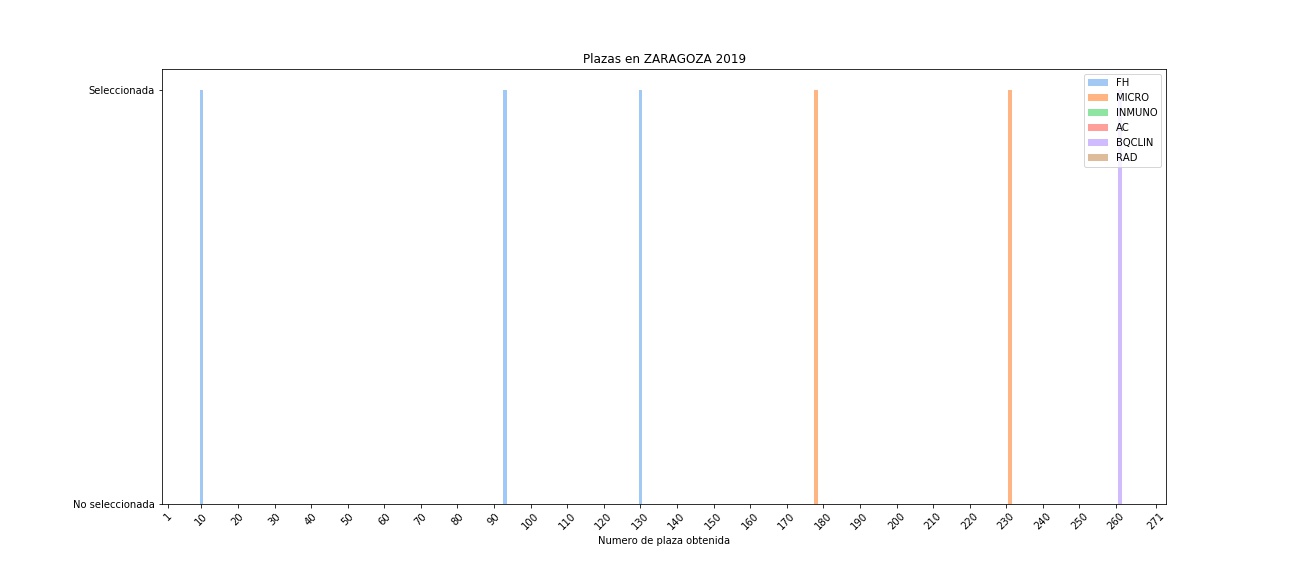 Plazas en ZARAGOZA 2019
Seleccionada
No seleccionada
FH
MICRO
INMUNO
AC
BQCLIN
RAD
1 10 20 30 40 50 60 70 80 90 100 110 120 130 140 150 160 170 180 190 200 210 220 230 240 250 260 271
Numero de plaza obtenida